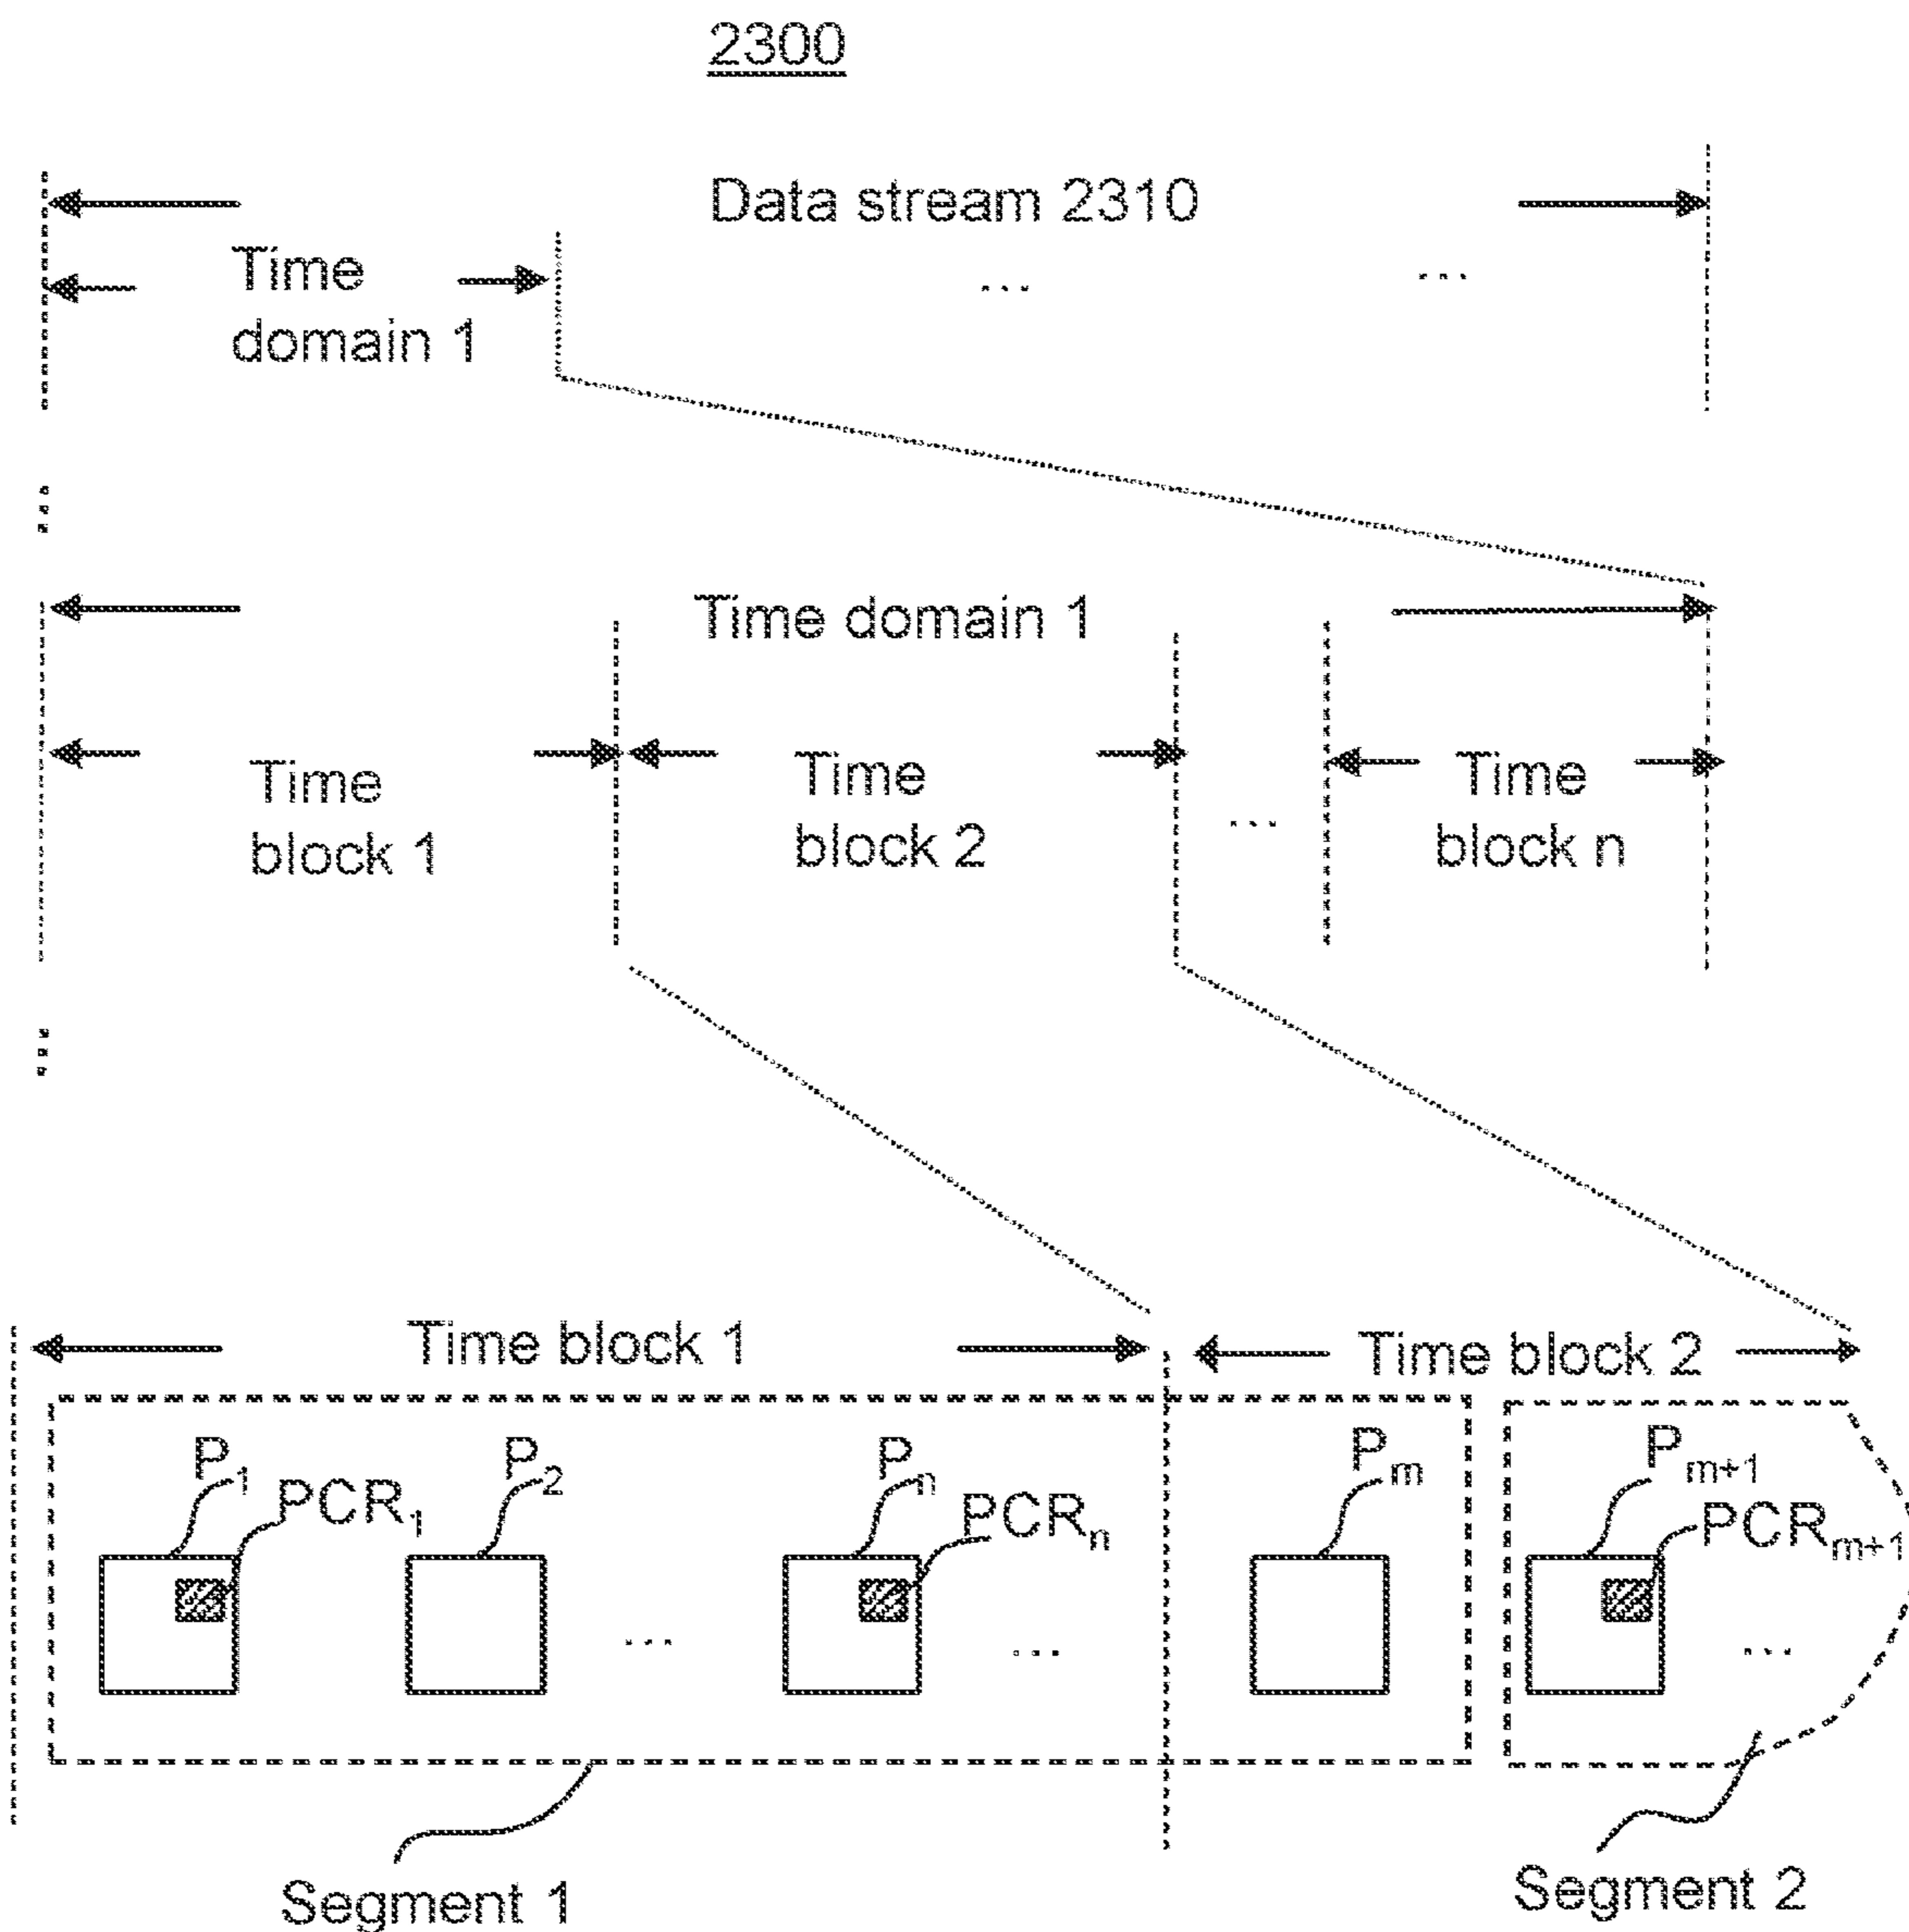 2300
Data stream 2310
Time
domain 1
...
...
Time domain 1
Time
block 1
Time
block 2
...
Time
block n
Time block 1
Time block 2
P1
PCR1
P2
...
Pn
PCRn
...
Pm
Pm+1
PCRm+1
...
Segment 1
Segment 2